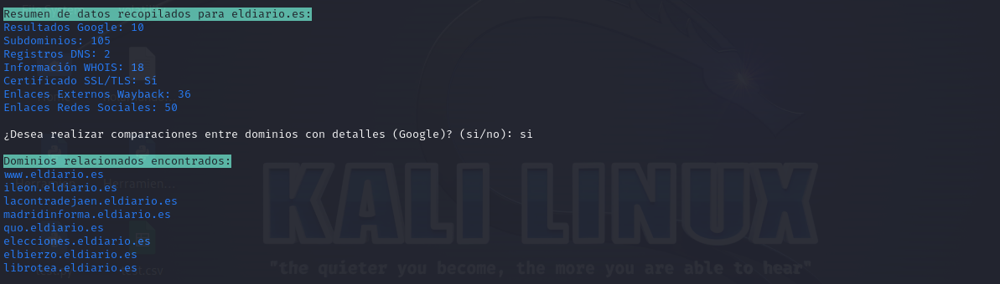 Resumen de datos recopilados para eldiario.es:
Resultados Google: 10
Subdominios: 105
Registros DNS: 2
Información WHOIS: 18
Certificado SSL/TLS: Sí
Enlaces Externos Wayback: 36
Enlaces Redes Sociales: 50
¿Desea realizar comparaciones entre dominios con detalles (Google)? (si/no): si
Dominios relacionados encontrados:
www.eldiario.es
ileon.eldiario.es
lacontradejaen.eldiario.es
madridinforma.eldiario.es
quo.eldiario.es
elecciones.eldiario.es
elbierzo.eldiario.es
librotea.eldiario.es
KALI LINUX
"the quieter you become, the more you are able to hear"